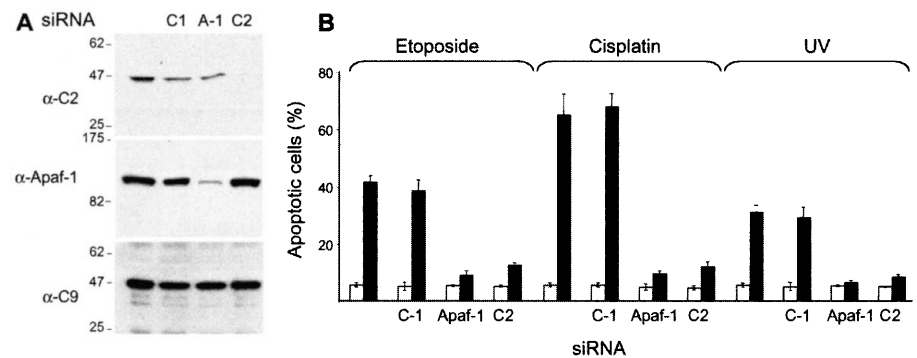 A siRNA C1 A-1 C2
62-
47-
α-C2
25-
175-
α-Apaf-1
82-
62-
47-
α-C9
25-
B
Etoposide Cisplatin UV
80
60
40
20
Apoptotic cells (%)
C-1 Apaf-1 C2 C-1 Apaf-1 C2 C-1 Apaf-1 C2
siRNA